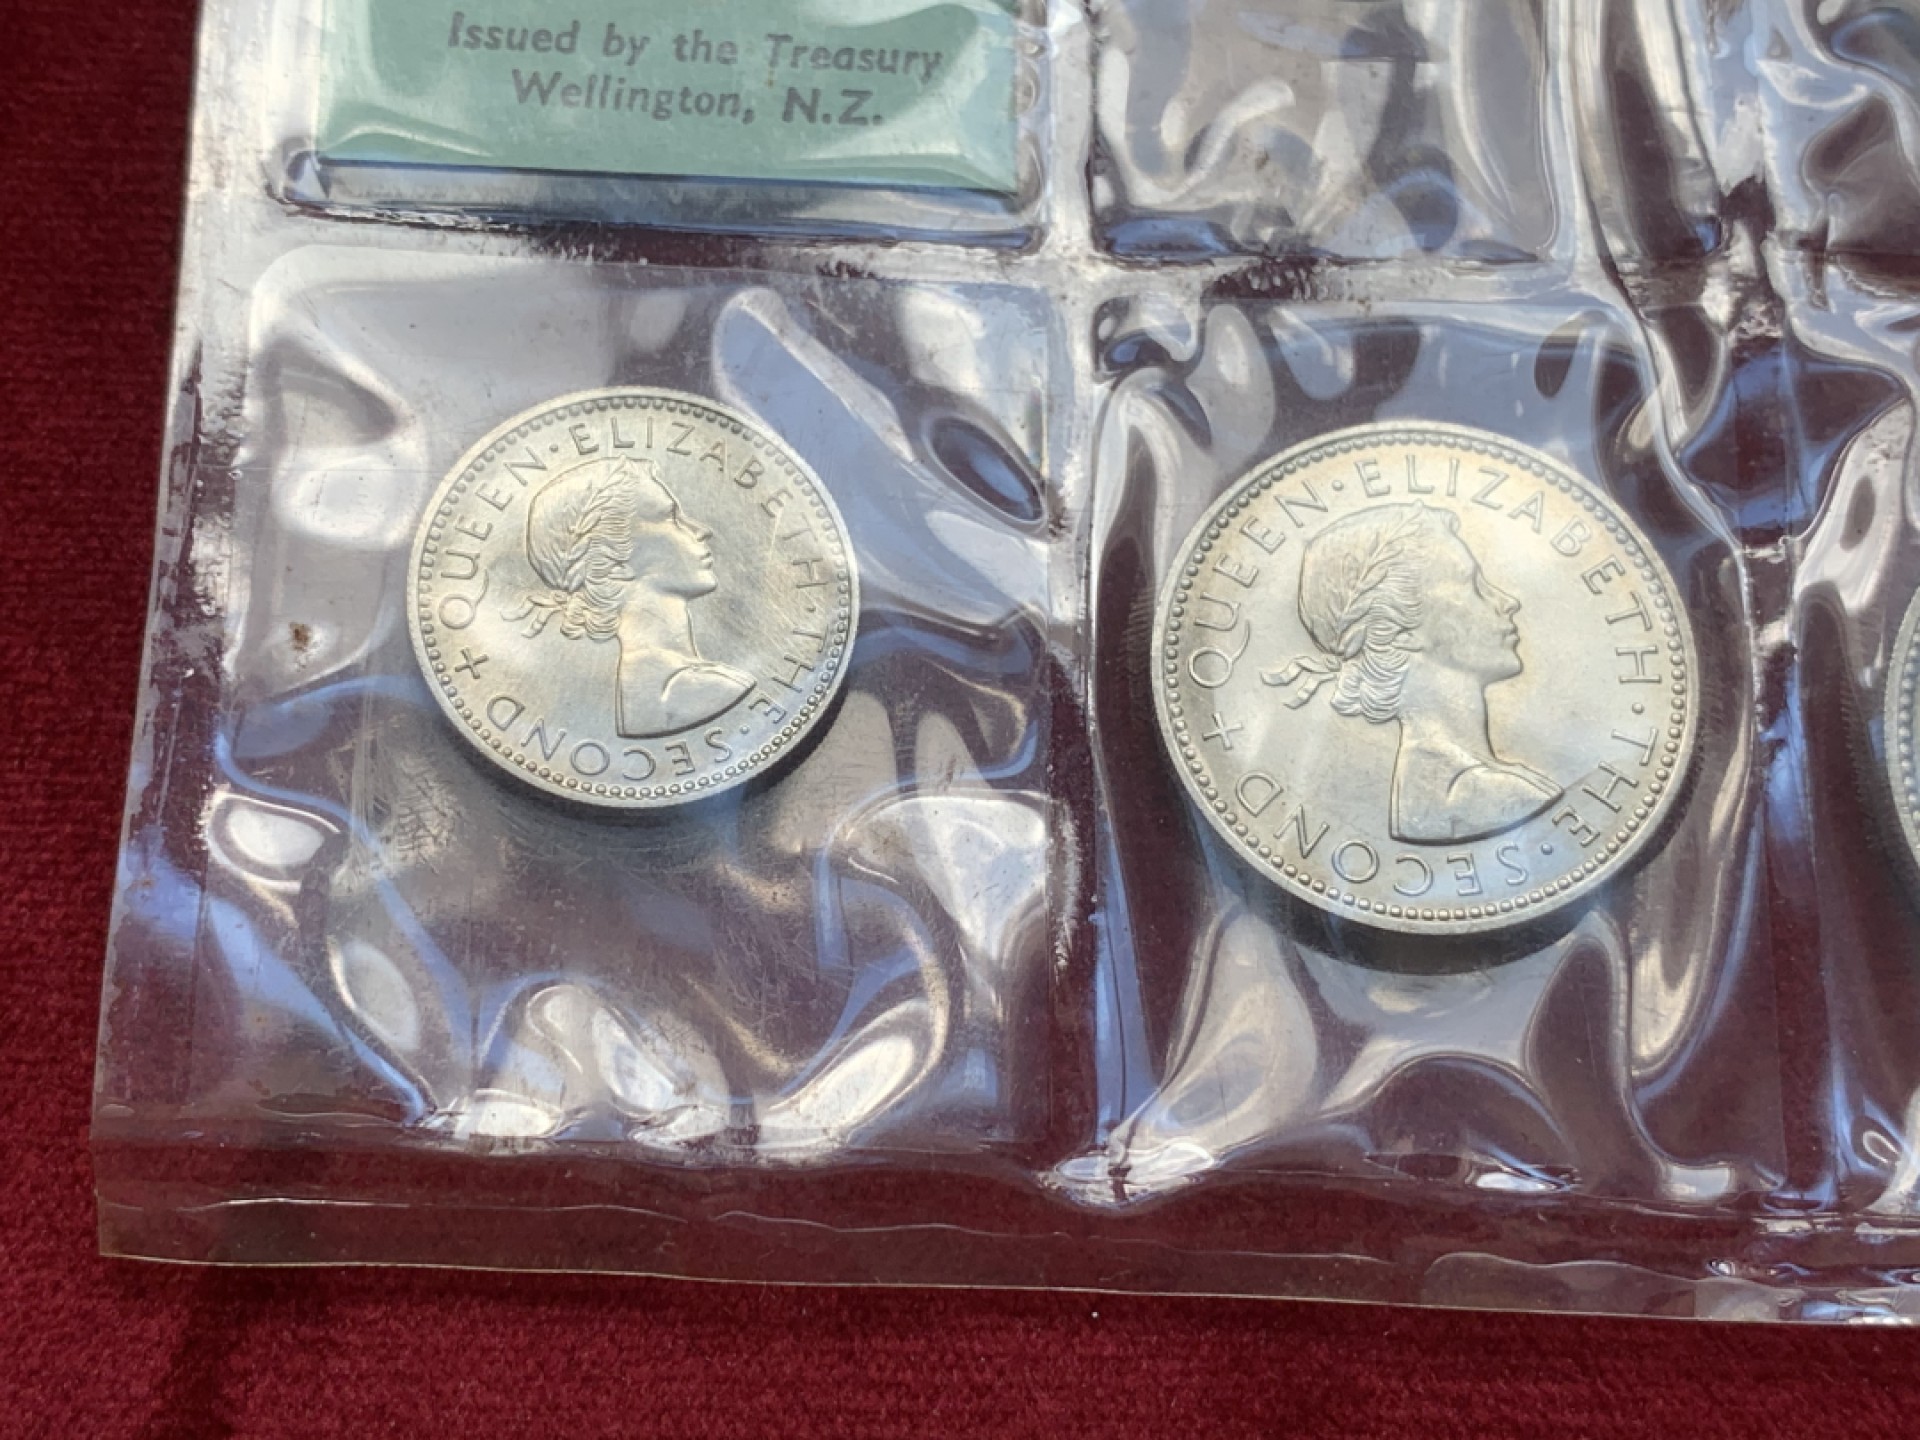 Issued by the Treasury
Wellington, N.Z.
+ QUEEN · ELIZABETH · THE · SECOND
+ QUEEN · ELIZABETH · THE · SECOND